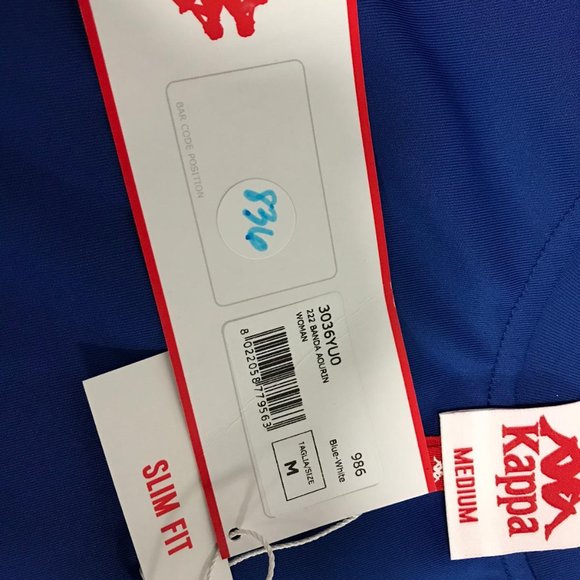 BAR CODE POSITION
836
3036YU0
222 BANDA AOURIN
WOMAN
8 022058 779563
TAGLIA/SIZE
M
986
Blue-White
SLIM FIT
Kappa
MEDIUM